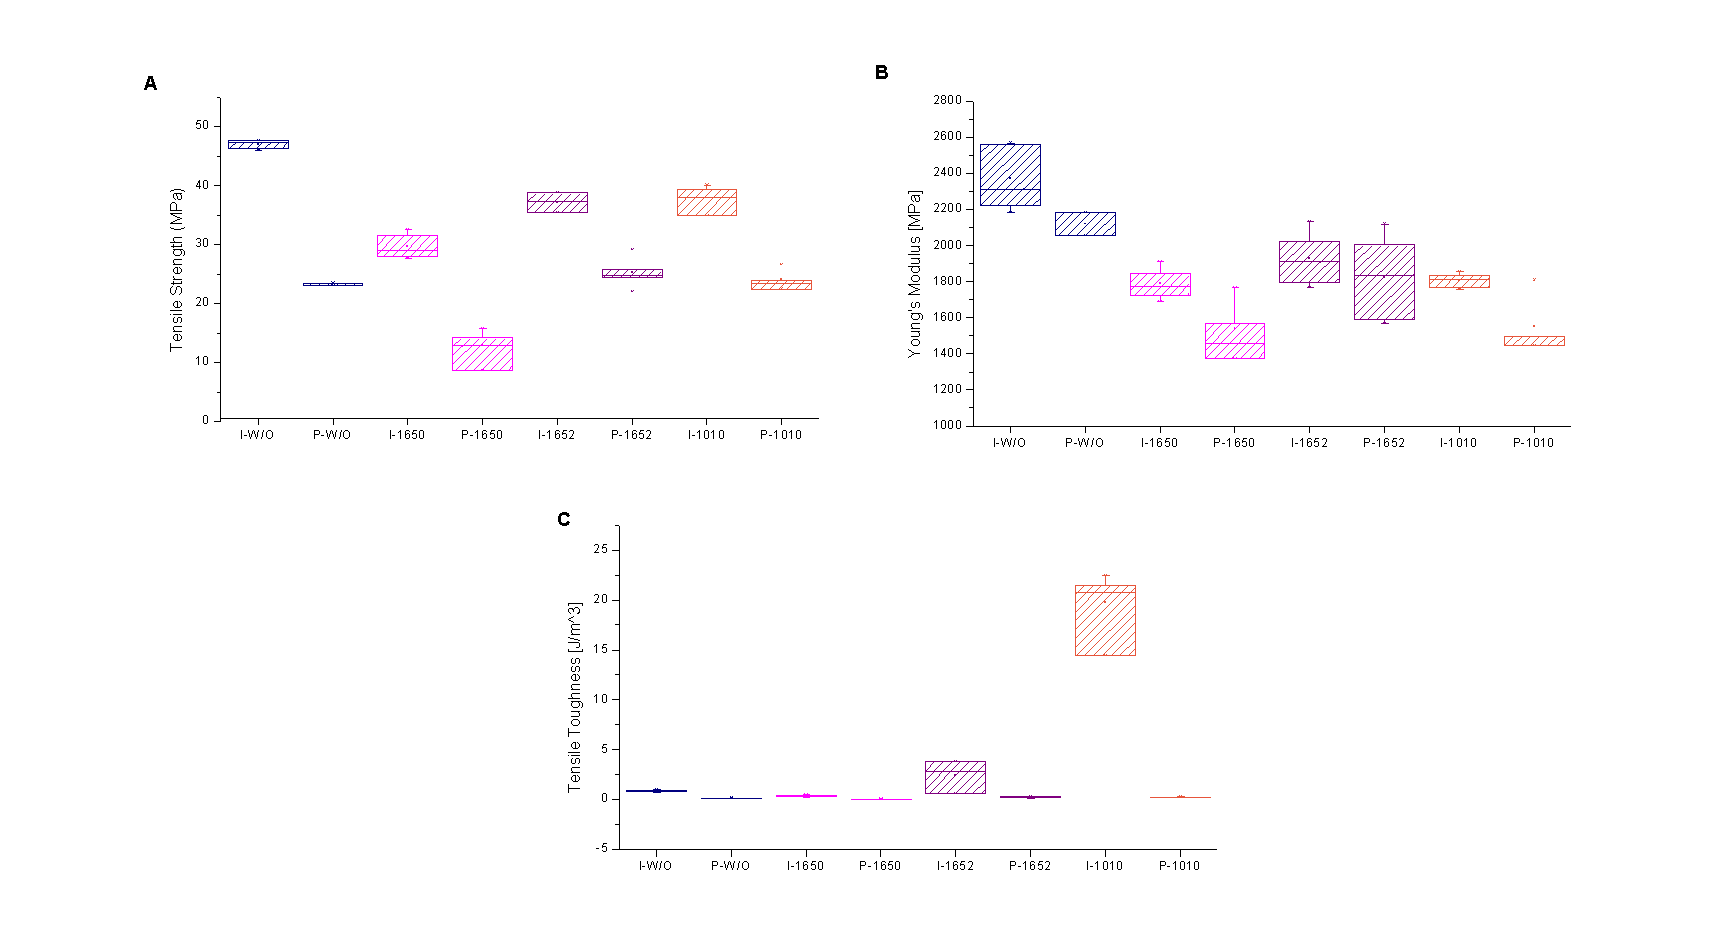 A
Tensile Strength (MPa)
50
40
30
20
10
0
I-W/O P-W/O I-1650 P-1650 I-1652 P-1652 I-1010 P-1010
B
Young's Modulus [MPa]
2800
2600
2400
2200
2000
1800
1600
1400
1200
1000
I-W/O P-W/O I-1650 P-1650 I-1652 P-1652 I-1010 P-1010
C
Tensile Toughness [J/m^3]
25
20
15
10
5
0
-5
I-W/O P-W/O I-1650 P-1650 I-1652 P-1652 I-1010 P-1010